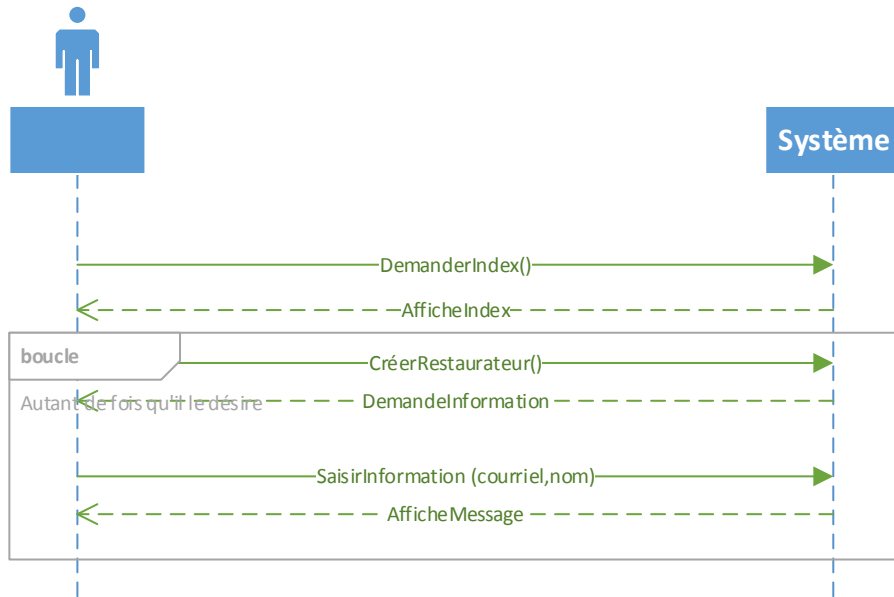 Système
DemanderIndex()
AfficheIndex
boucle
CréerRestaurateur()
Autant de fois qu'il le désire
DemandeInformation
SaisirInformation (courriel,nom)
AfficheMessage